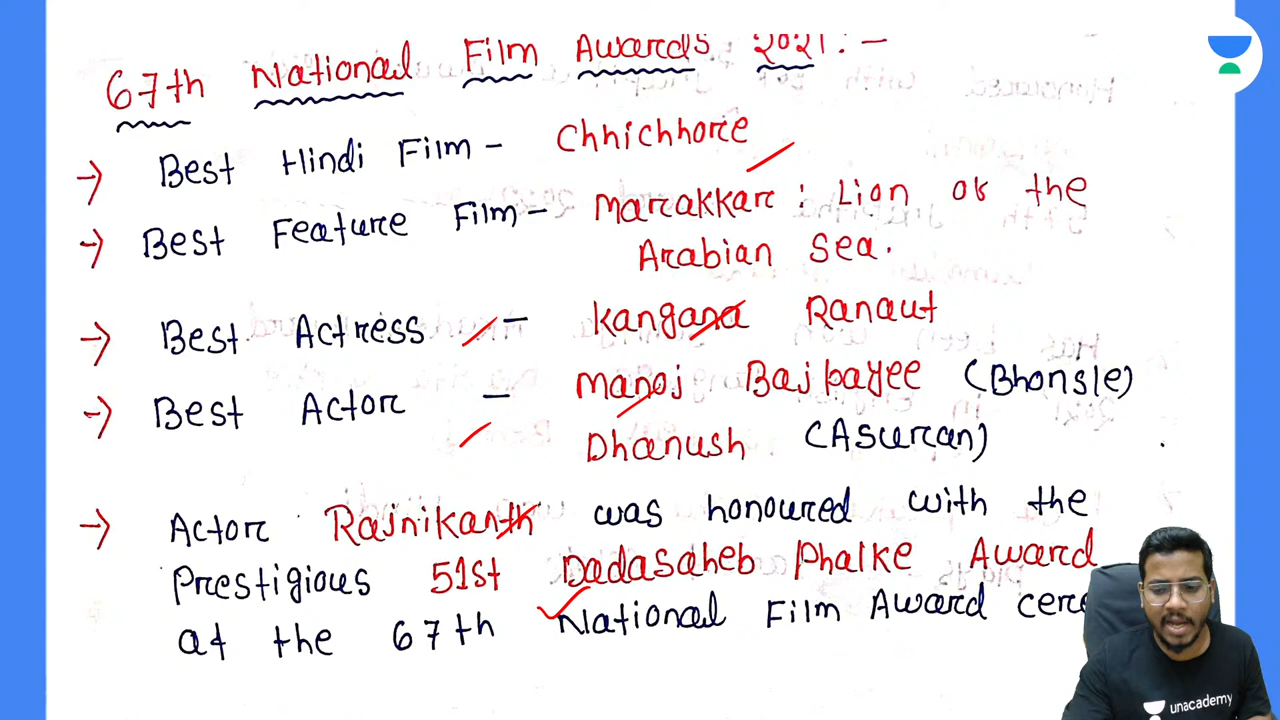 67th National Film Awards 2021:-
→ Best Hindi Film - Chhichhore
→ Best Feature Film - Marakkar : Lion of the
Arabian Sea.
→ Best Actress - Kangana Ranaut
→ Best Actor - Manoj Bajpayee (Bhonsle)
Dhanush (Asuran)
→ Actor Rajnikanth was honoured with the
Prestigious 51st Dadasaheb Phalke Award
at the 67th National Film Award cere
unacademy